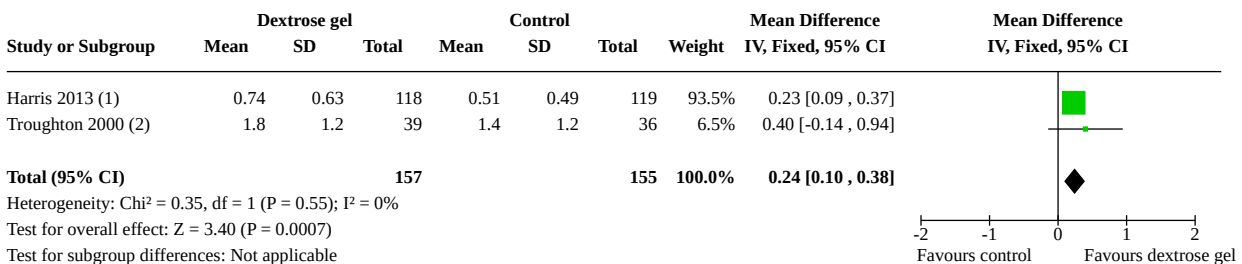 Dextrose gel Control Mean Difference Mean Difference
Study or Subgroup Mean SD Total Mean SD Total Weight IV, Fixed, 95% CI IV, Fixed, 95% CI
Harris 2013 (1) 0.74 0.63 118 0.51 0.49 119 93.5% 0.23 [0.09 , 0.37]
Troughton 2000 (2) 1.8 1.2 39 1.4 1.2 36 6.5% 0.40 [-0.14 , 0.94]
Total (95% CI) 157 155 100.0% 0.24 [0.10 , 0.38]
Heterogeneity: Chi² = 0.35, df = 1 (P = 0.55); I² = 0%
Test for overall effect: Z = 3.40 (P = 0.0007)
-2 -1 0 1 2
Test for subgroup differences: Not applicable Favours control Favours dextrose gel